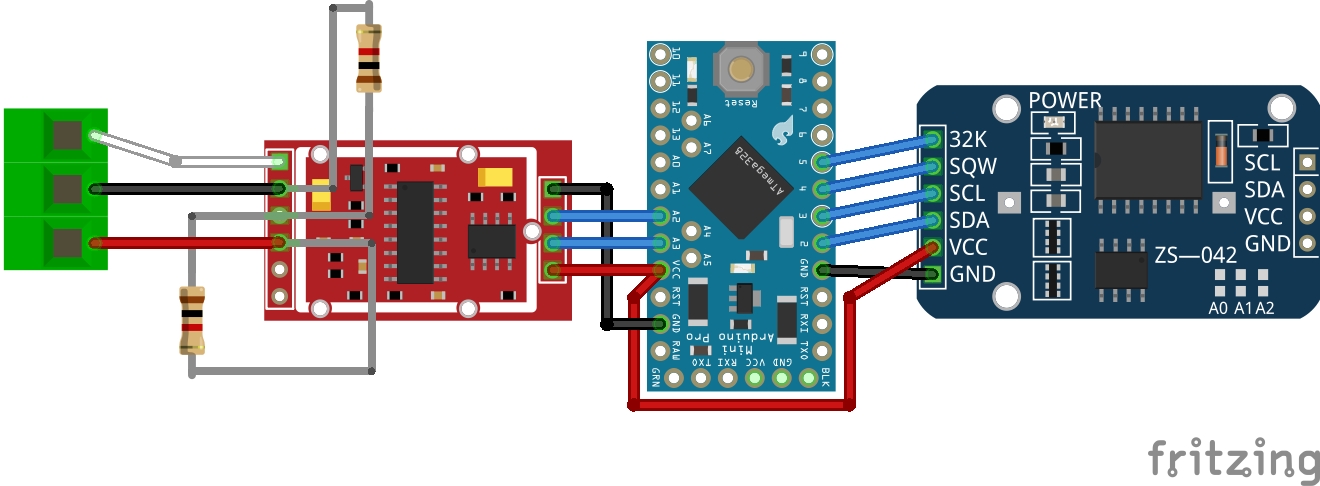 10
11
12
13
A0
A1
A2
A3
VCC
RST
GND
RAW
Reset
A6
A7
ATmega328
A4
A5
Arduino
Pro
Mini
9
8
7
6
5
4
3
2
GND
RST
RXI
TXO
GRN
TXO
RXI
VCC
GND
BLK
POWER
32K
SQW
SCL
SDA
VCC
GND
SCL
SDA
VCC
GND
ZS—042
A0 A1 A2
fritzing